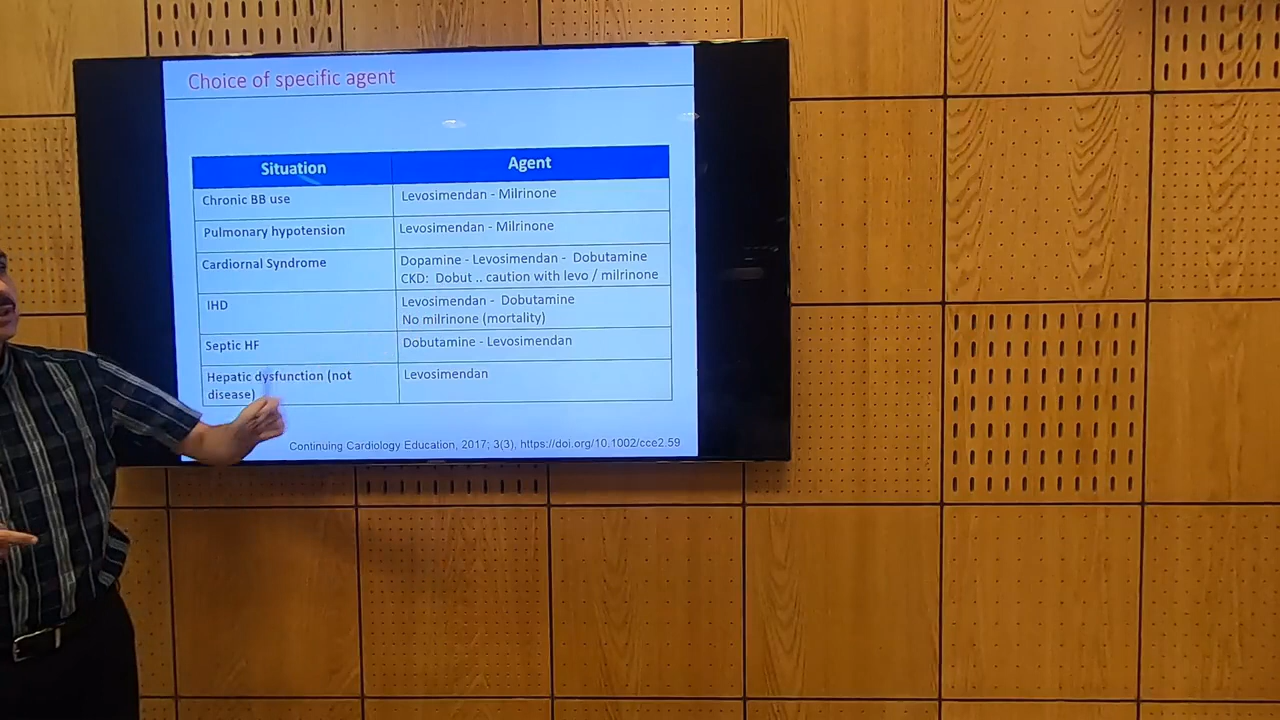 Choice of specific agent
Situation Agent
Chronic BB use Levosimendan - Milrinone
Pulmonary hypotension Levosimendan - Milrinone
Cardiornal Syndrome Dopamine - Levosimendan - Dobutamine
CKD: Dobut .. caution with levo / milrinone
IHD Levosimendan - Dobutamine
No milrinone (mortality)
Septic HF Dobutamine - Levosimendan
Hepatic dysfunction (not Levosimendan
disease)
Continuing Cardiology Education, 2017; 3(3), https://doi.org/10.1002/cce2.59